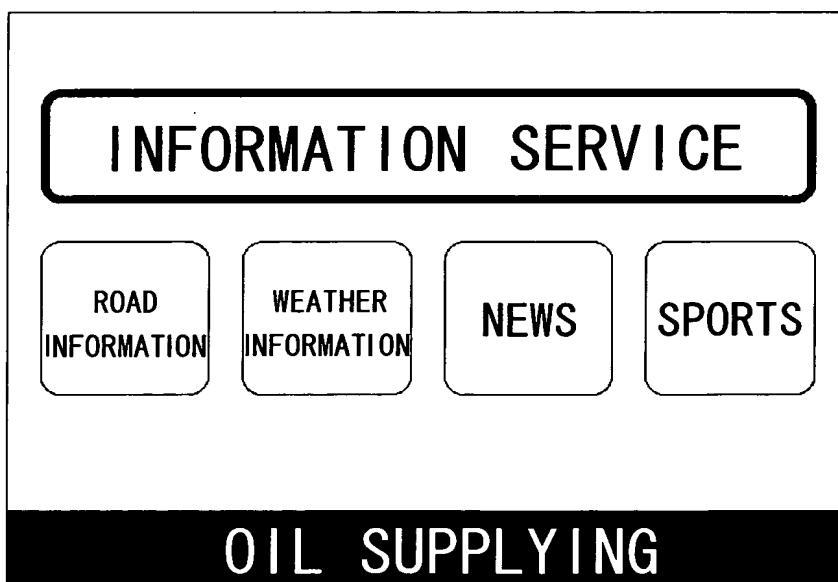 INFORMATION SERVICE
ROAD
INFORMATION
WEATHER
INFORMATION
NEWS
SPORTS
OIL SUPPLYING